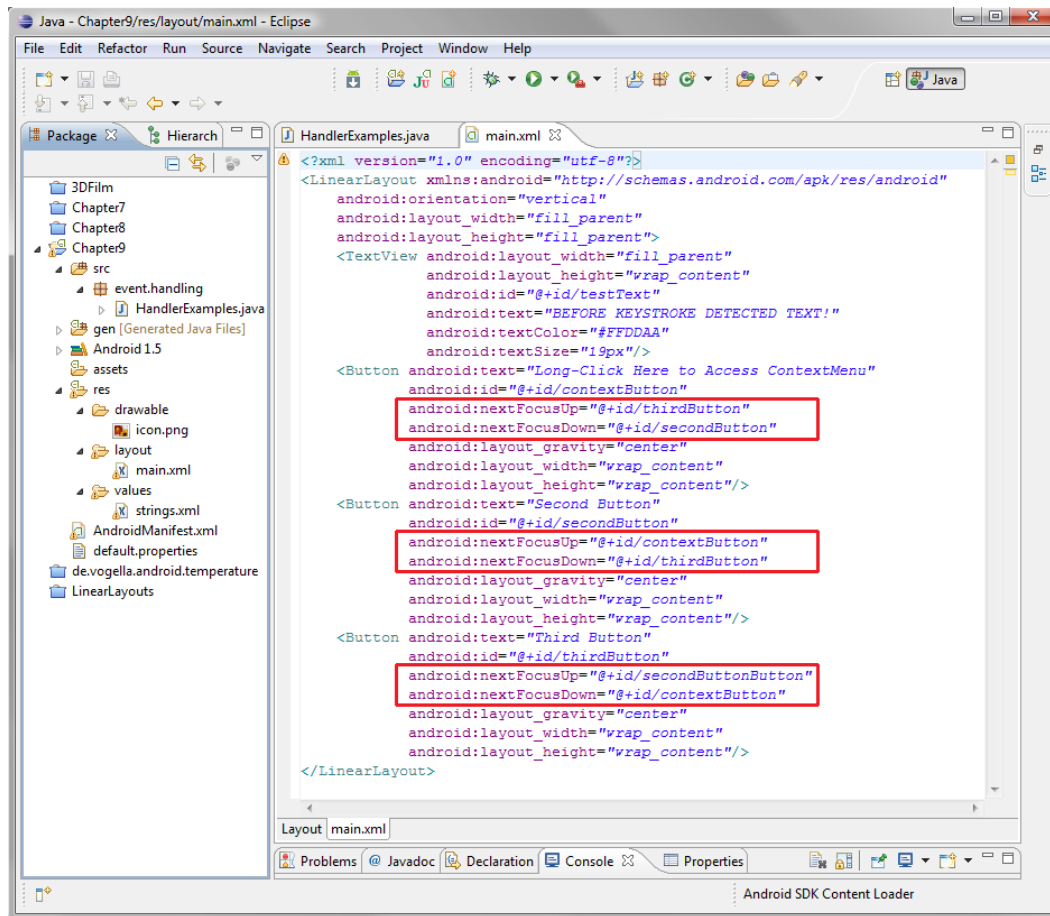 Java - Chapter9/res/layout/main.xml - Eclipse
File Edit Refactor Run Source Navigate Search Project Window Help
Java
Package
Hierarch
HandlerExamples.java
main.xml
3DFilm
Chapter7
Chapter8
Chapter9
src
event.handling
HandlerExamples.java
gen [Generated Java Files]
Android 1.5
assets
res
drawable
icon.png
layout
main.xml
values
strings.xml
AndroidManifest.xml
default.properties
de.vogella.android.temperature
LinearLayouts
<?xml version="1.0" encoding="utf-8"?>
<LinearLayout xmlns:android="http://schemas.android.com/apk/res/android"
android:orientation="vertical"
android:layout_width="fill_parent"
android:layout_height="fill_parent">
<TextView android:layout_width="fill_parent"
android:layout_height="wrap_content"
android:id="@+id/testText"
android:text="BEFORE KEYSTROKE DETECTED TEXT!"
android:textColor="#FFDDAA"
android:textSize="19px"/>
<Button android:text="Long-Click Here to Access ContextMenu"
android:id="@+id/contextButton"
android:nextFocusUp="@+id/thirdButton"
android:nextFocusDown="@+id/secondButton"
android:layout_gravity="center"
android:layout_width="wrap_content"
android:layout_height="wrap_content"/>
<Button android:text="Second Button"
android:id="@+id/secondButton"
android:nextFocusUp="@+id/contextButton"
android:nextFocusDown="@+id/thirdButton"
android:layout_gravity="center"
android:layout_width="wrap_content"
android:layout_height="wrap_content"/>
<Button android:text="Third Button"
android:id="@+id/thirdButton"
android:nextFocusUp="@+id/secondButtonButton"
android:nextFocusDown="@+id/contextButton"
android:layout_gravity="center"
android:layout_width="wrap_content"
android:layout_height="wrap_content"/>
</LinearLayout>
Layout main.xml
Problems @ Javadoc Declaration Console Properties
Android SDK Content Loader